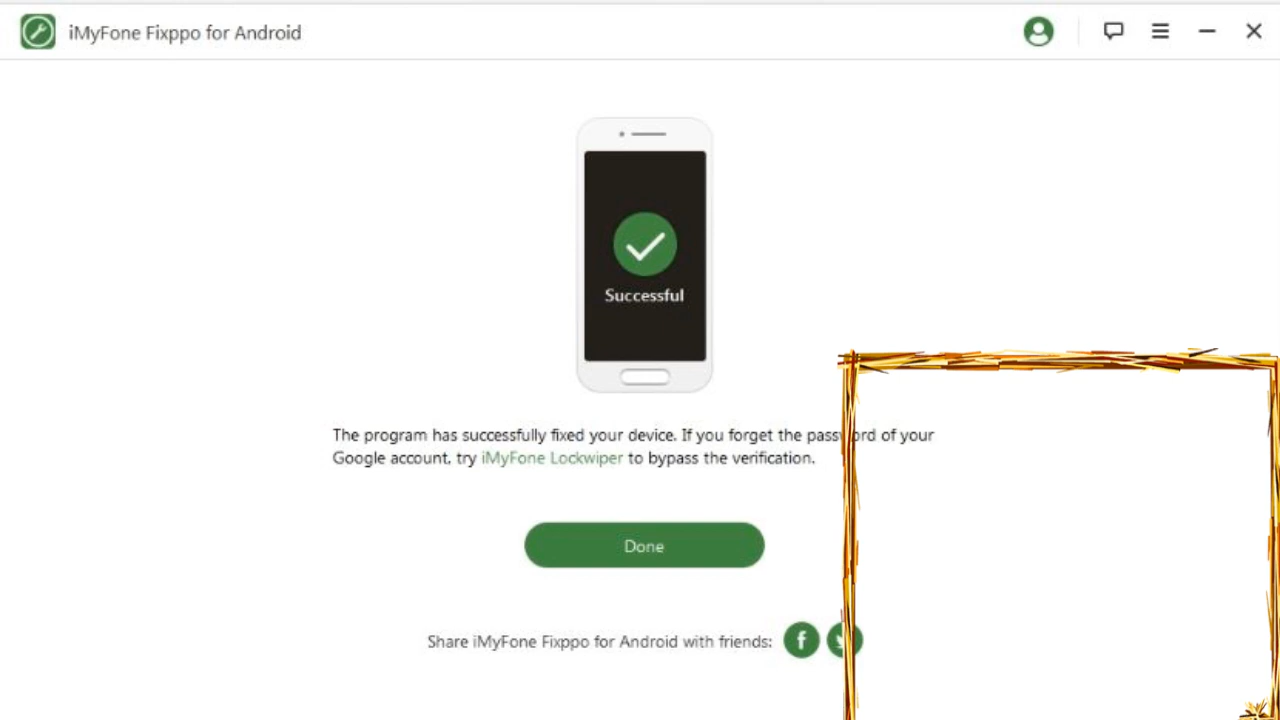 iMyFone Fixppo for Android
Successful
The program has successfully fixed your device. If you forget the password of your
Google account, try iMyFone Lockwiper to bypass the verification.
Done
Share iMyFone Fixppo for Android with friends: